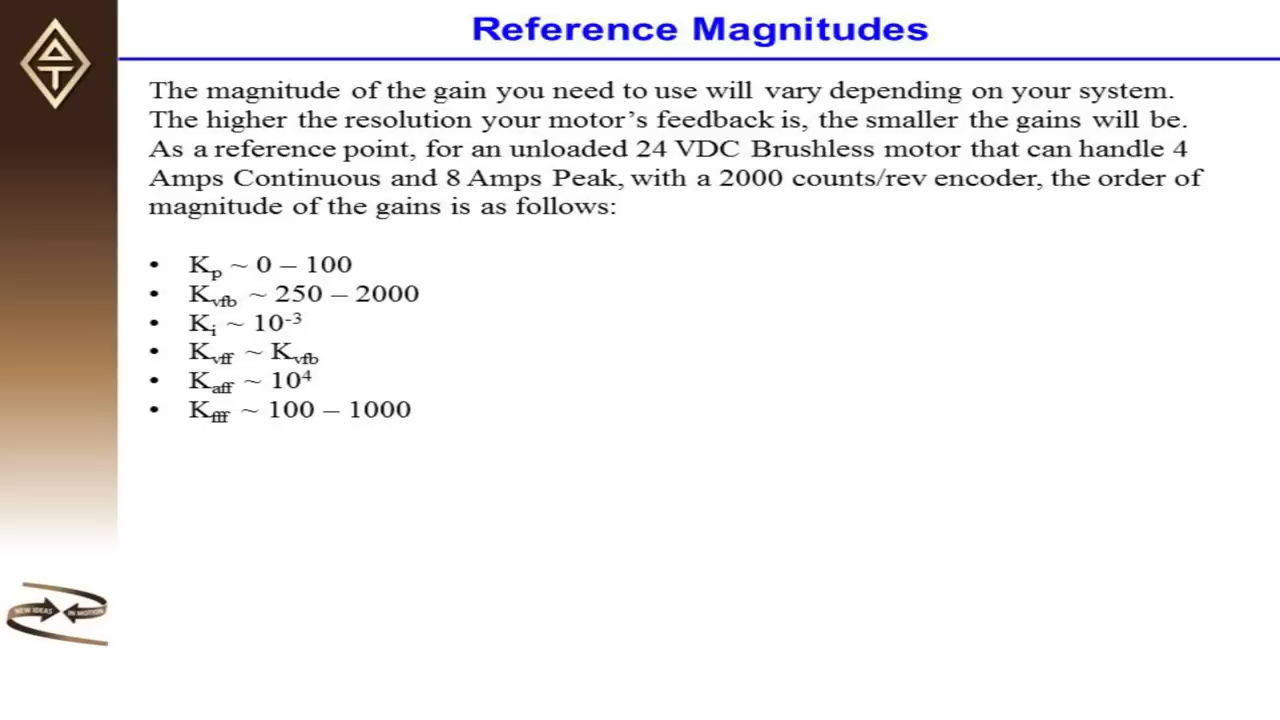 Reference Magnitudes
The magnitude of the gain you need to use will vary depending on your system.
The higher the resolution your motor's feedback is, the smaller the gains will be.
As a reference point, for an unloaded 24 VDC Brushless motor that can handle 4
Amps Continuous and 8 Amps Peak, with a 2000 counts/rev encoder, the order of
magnitude of the gains is as follows:
• Kp ~ 0 – 100
• Kvfb ~ 250 – 2000
• Ki ~ 10-3
• Kvff ~ Kvfb
• Kaff ~ 104
• Kfff ~ 100 – 1000
NEW IDEAS IN MOTION